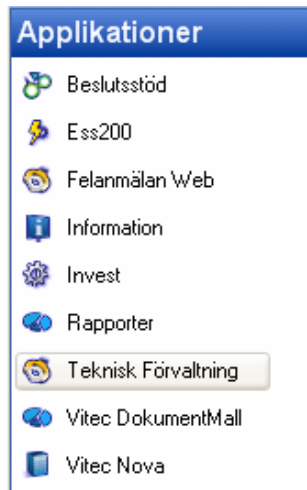 Applikationer
Beslutsstöd
Ess200
Felanmälan Web
Information
Invest
Rapporter
Teknisk Förvaltning
Vitec DokumentMall
Vitec Nova